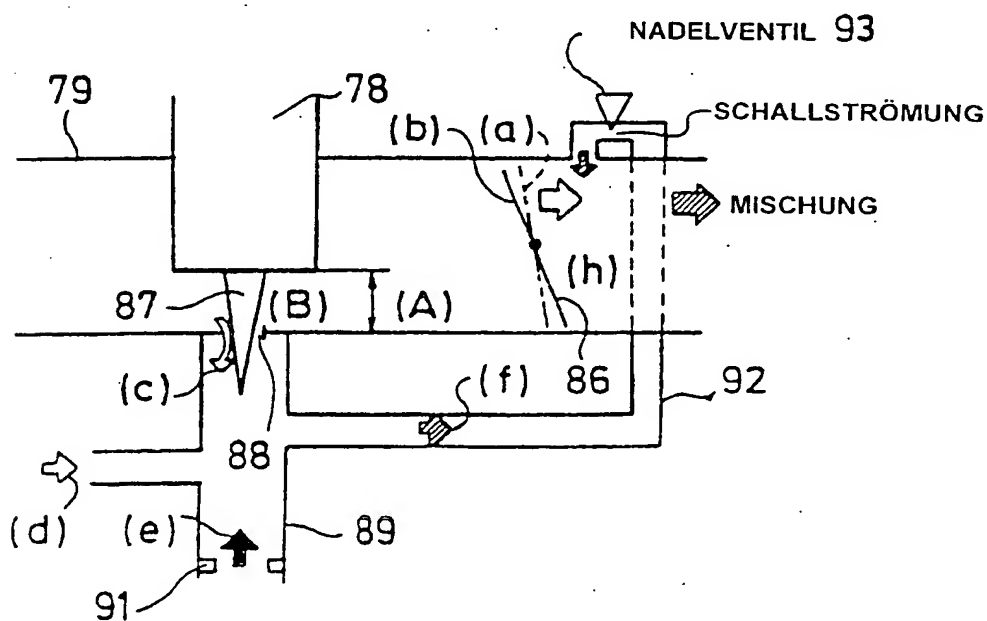 NADELVENTIL 93
79
78
(b)
(a)
SCHALLSTRÖMUNG
MISCHUNG
87
(B)
(A)
(h)
(c)
88
(f)
86
92
(d)
(e)
89
91